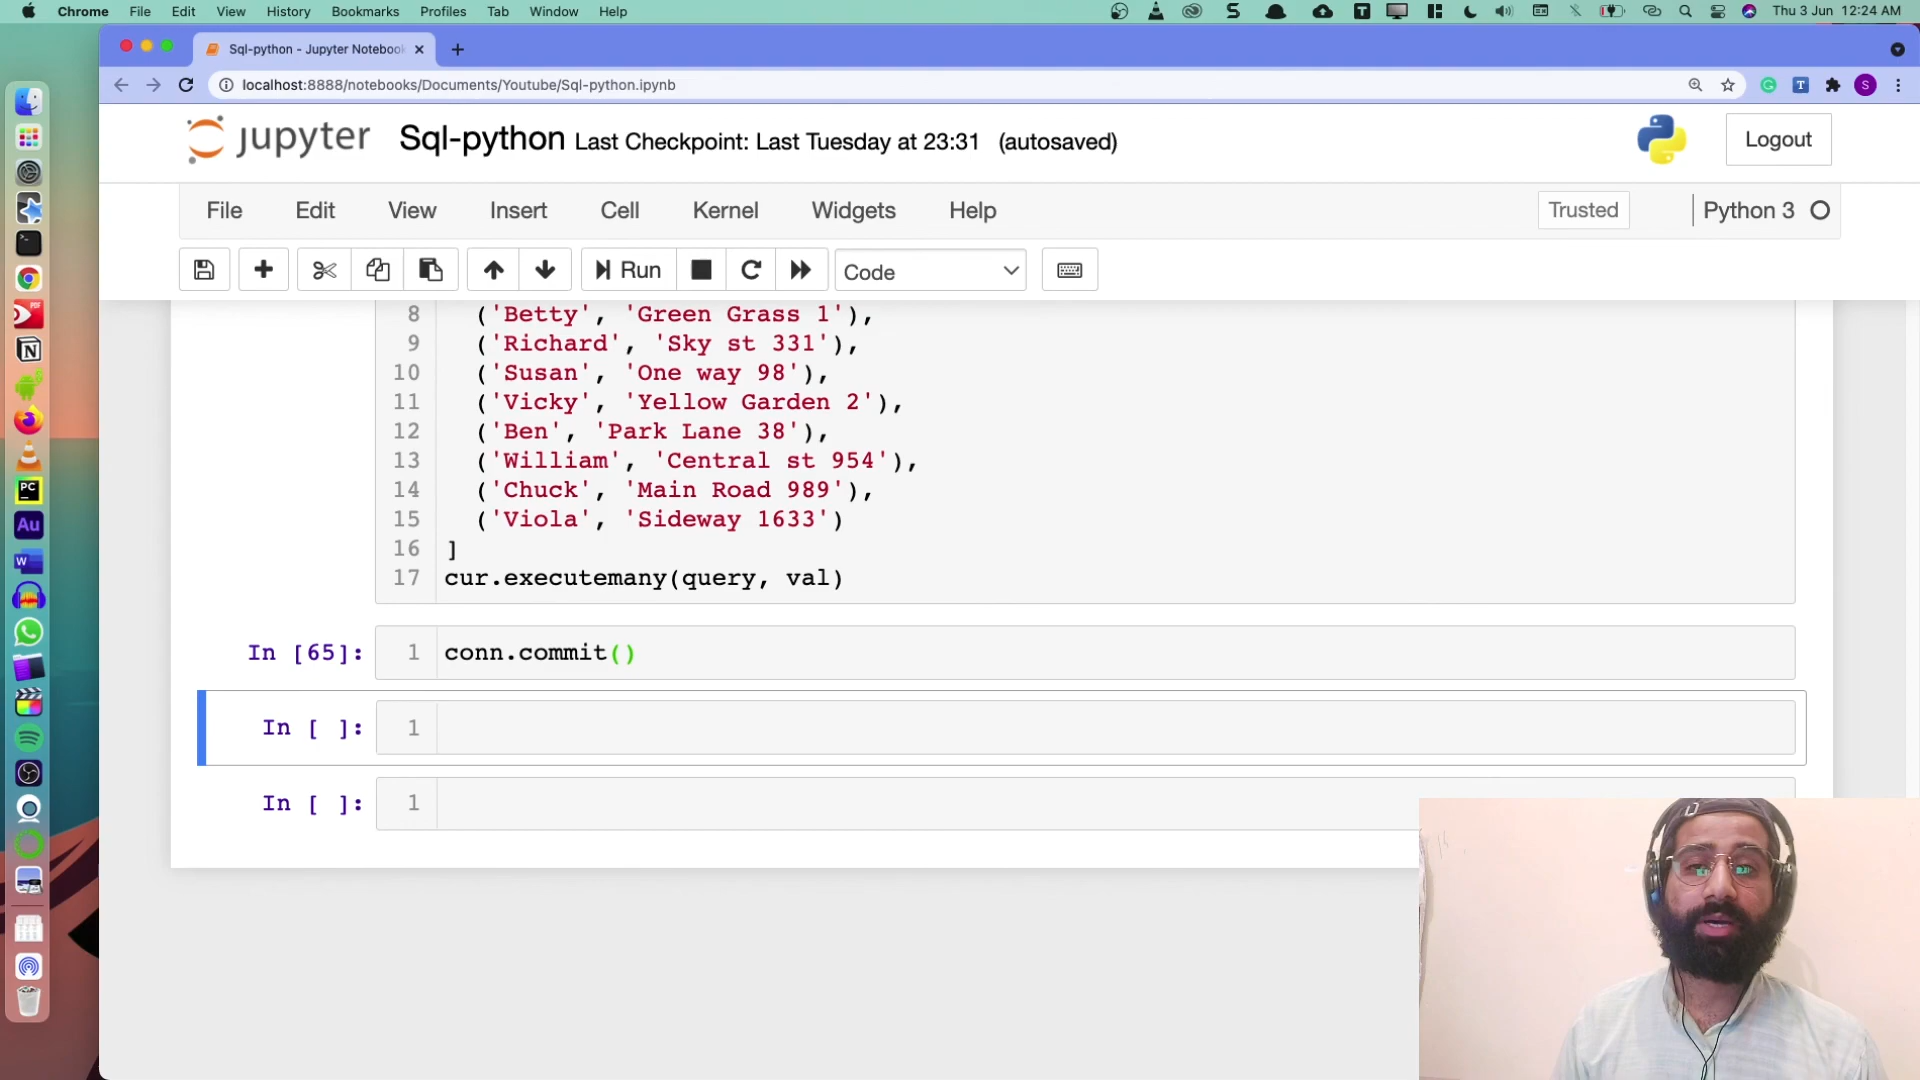 Chrome File Edit View History Bookmarks Profiles Tab Window Help Thu 3 Jun 12:24 AM
Sql-python - Jupyter Notebook
localhost:8888/notebooks/Documents/Youtube/Sql-python.ipynb
jupyter Sql-python Last Checkpoint: Last Tuesday at 23:31 (autosaved) Logout
File Edit View Insert Cell Kernel Widgets Help Trusted Python 3
Run Code
8 ('Betty', 'Green Grass 1'),
9 ('Richard', 'Sky st 331'),
10 ('Susan', 'One way 98'),
11 ('Vicky', 'Yellow Garden 2'),
12 ('Ben', 'Park Lane 38'),
13 ('William', 'Central st 954'),
14 ('Chuck', 'Main Road 989'),
15 ('Viola', 'Sideway 1633')
16 ]
17 cur.executemany(query, val)
In [65]: 1 conn.commit()
In [ ]: 1
In [ ]: 1